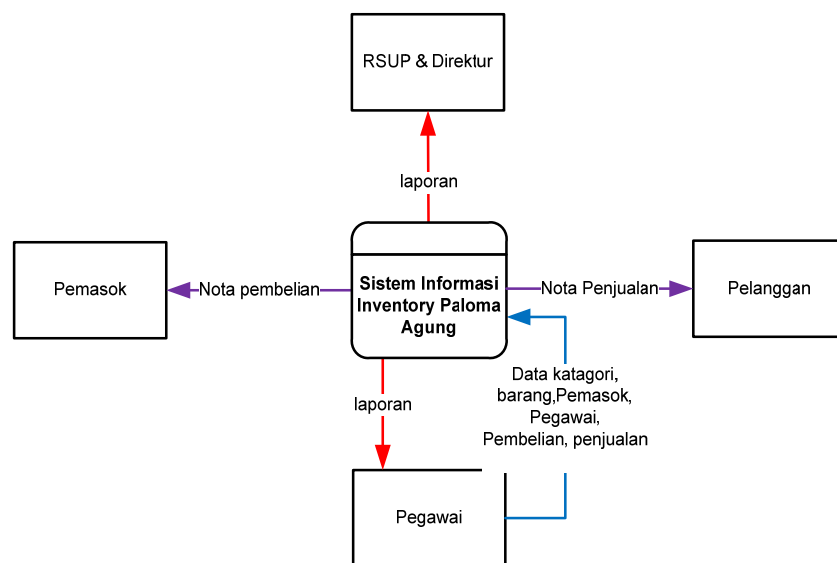 RSUP & Direktur
laporan
Pemasok
Nota pembelian
Sistem Informasi
Inventory Paloma
Agung
Nota Penjualan
Pelanggan
laporan
Data katagori,
barang,Pemasok,
Pegawai,
Pembelian, penjualan
Pegawai